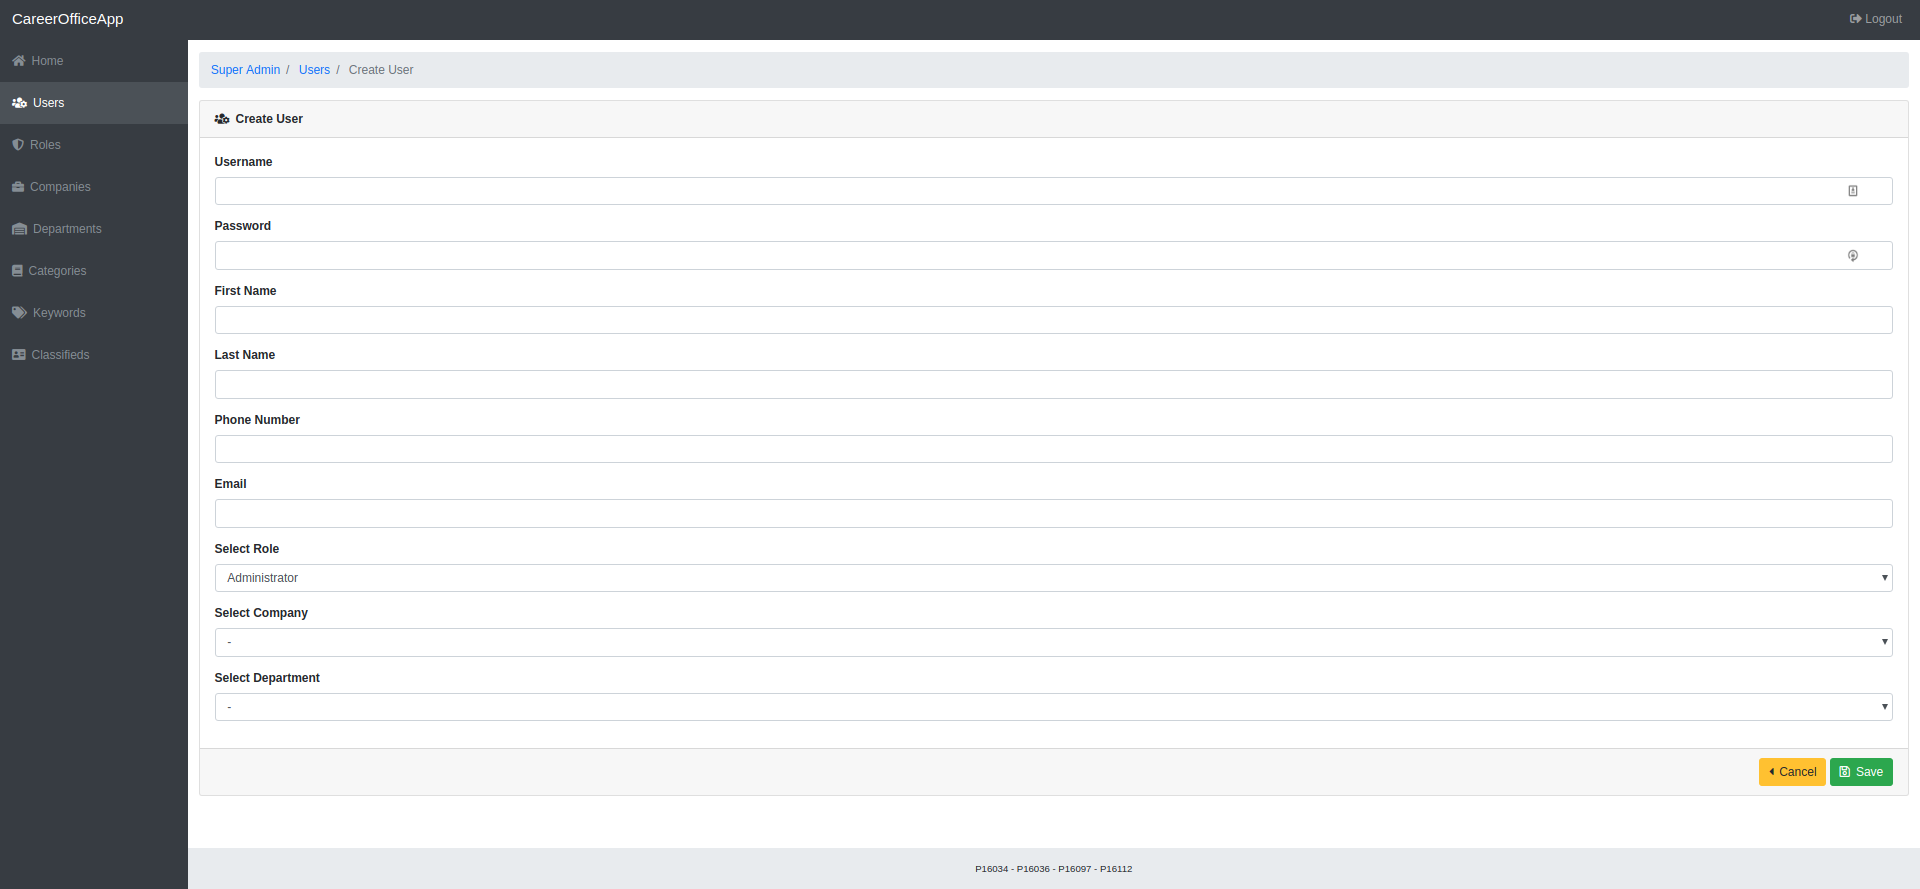 CareerOfficeApp
Logout
Home
Users
Roles
Companies
Departments
Categories
Keywords
Classifieds
Super Admin / Users / Create User
Create User
Username
Password
First Name
Last Name
Phone Number
Email
Select Role
Administrator
Select Company
-
Select Department
-
Cancel
Save
P16034 - P16036 - P16097 - P16112